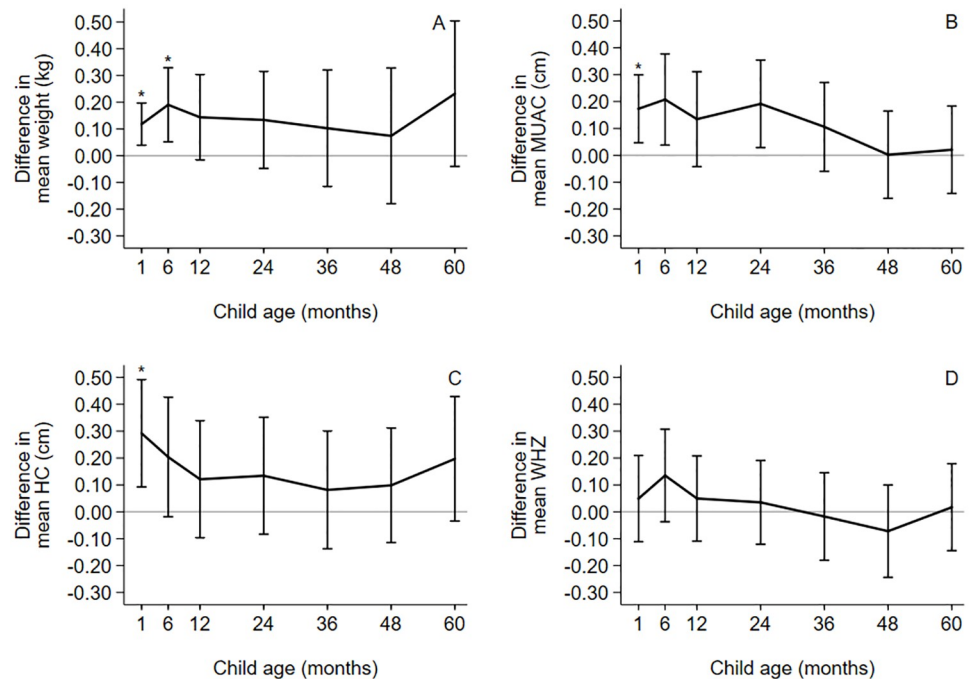 A
Difference in
mean weight (kg)
0.50
0.40
0.30
0.20
0.10
0.00
-0.10
-0.20
-0.30
*
*
1 6 12 24 36 48 60
Child age (months)
B
Difference in
mean MUAC (cm)
0.50
0.40
0.30
0.20
0.10
0.00
-0.10
-0.20
-0.30
*
1 6 12 24 36 48 60
Child age (months)
C
Difference in
mean HC (cm)
0.50
0.40
0.30
0.20
0.10
0.00
-0.10
-0.20
-0.30
*
1 6 12 24 36 48 60
Child age (months)
D
Difference in
mean WHZ
0.50
0.40
0.30
0.20
0.10
0.00
-0.10
-0.20
-0.30
1 6 12 24 36 48 60
Child age (months)